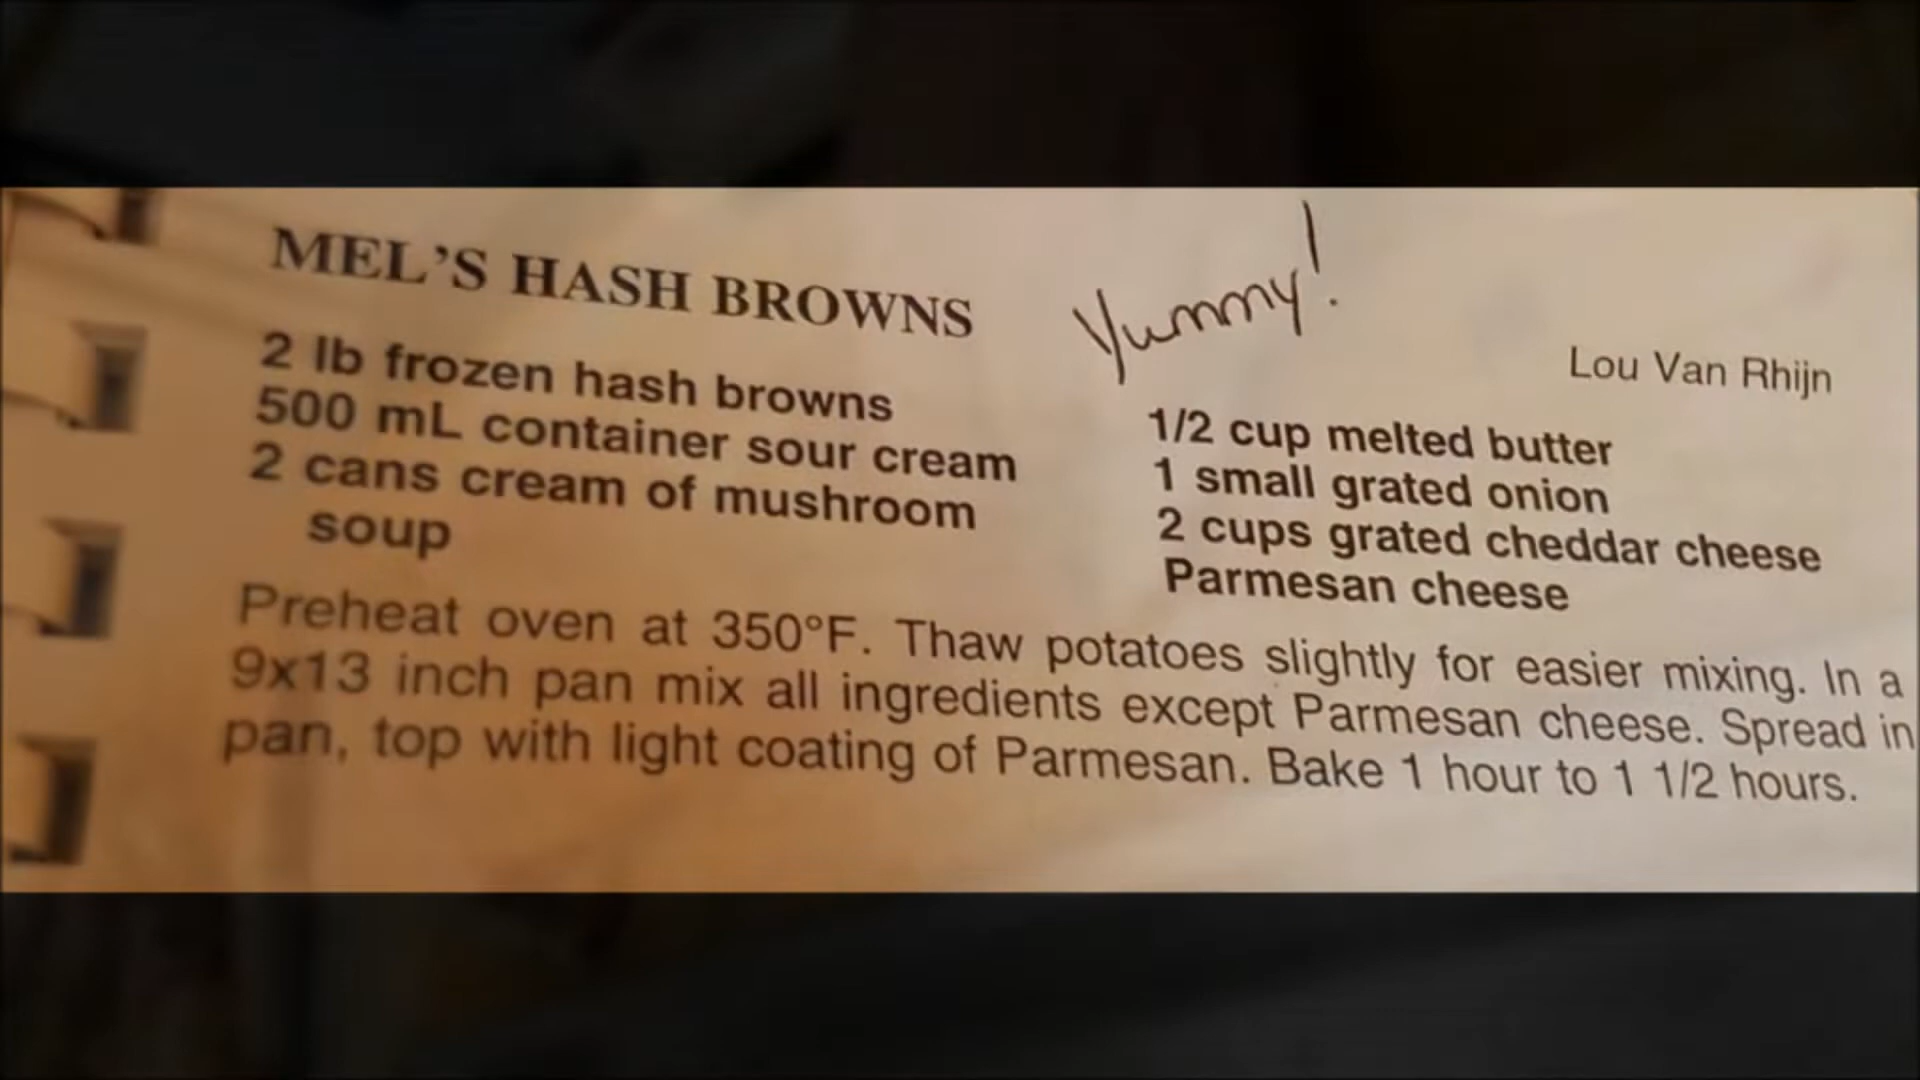 MEL'S HASH BROWNS
Yummy!
Lou Van Rhijn
2 lb frozen hash browns
500 mL container sour cream
2 cans cream of mushroom
soup
1/2 cup melted butter
1 small grated onion
2 cups grated cheddar cheese
Parmesan cheese
Preheat oven at 350°F. Thaw potatoes slightly for easier mixing. In a
9x13 inch pan mix all ingredients except Parmesan cheese. Spread in
pan, top with light coating of Parmesan. Bake 1 hour to 1 1/2 hours.